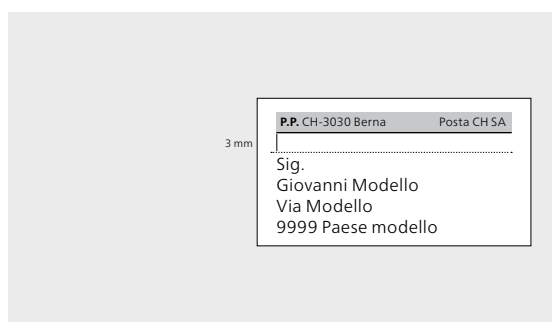 P.P. CH-3030 Berna Posta CH SA
3 mm
Sig.
Giovanni Modello
Via Modello
9999 Paese modello